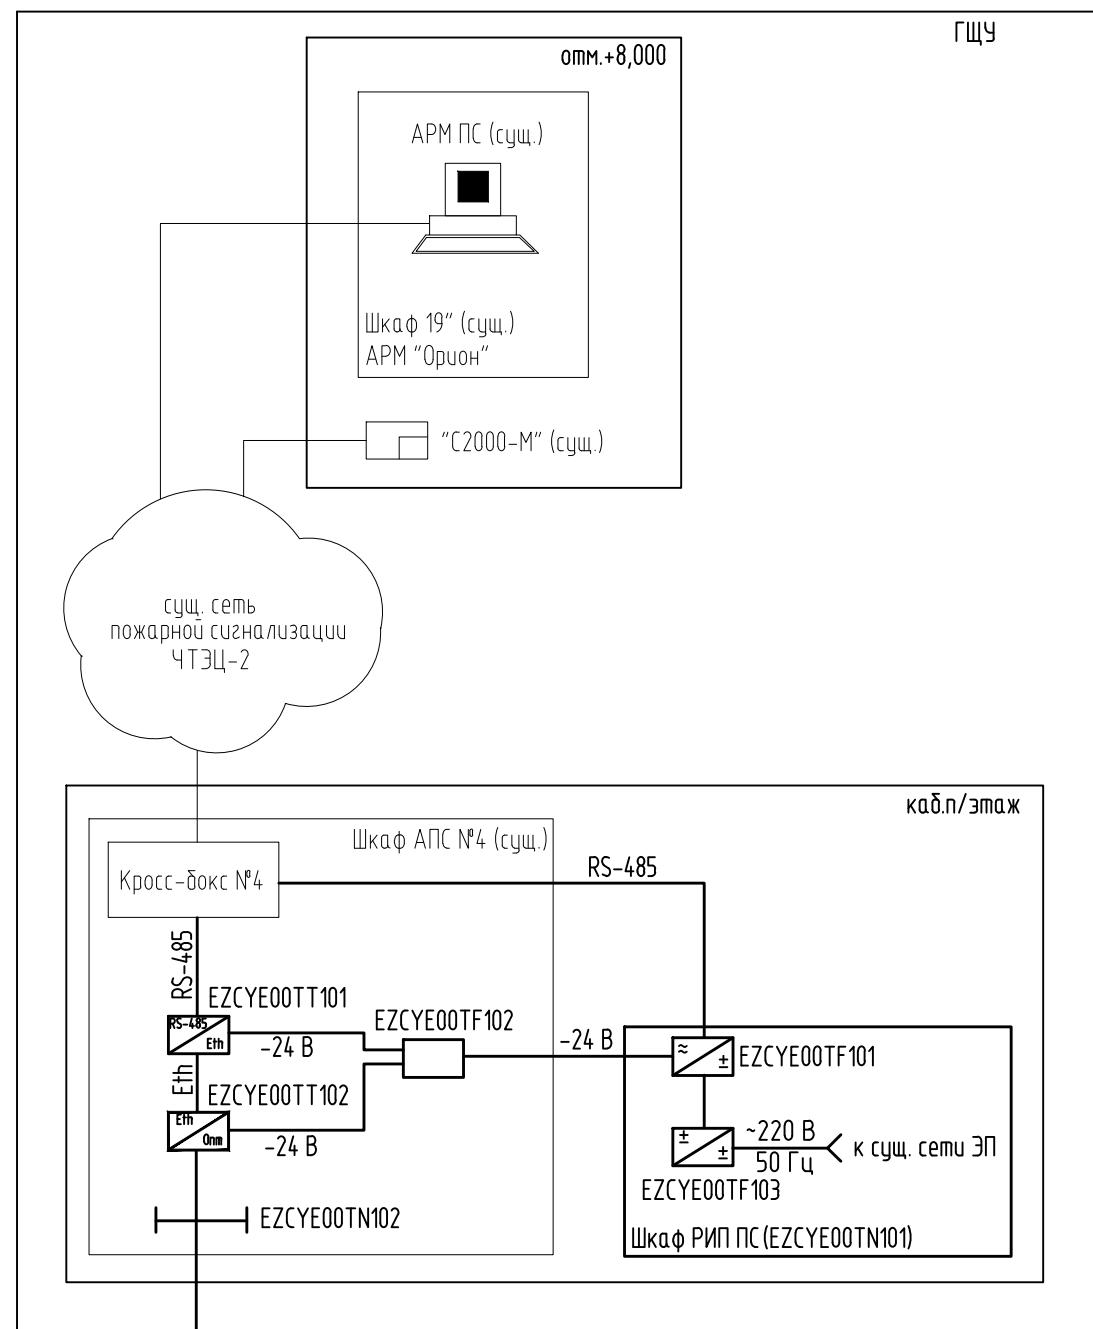 ГЩУ
отм.+8,000
АРМ ПС (сущ.)
Шкаф 19" (сущ.)
АРМ "Орион"
"С2000-М" (сущ.)
сущ. сеть
пожарной сигнализации
ЧТЭЦ-2
каб.п/этаж
Шкаф АПС №4 (сущ.)
Кросс-бокс №4
RS-485
RS-485
EZCYE00TT101
RS-485
Eth
-24 В
EZCYE00TF102
-24 В
≂
±
EZCYE00TF101
Eth
EZCYE00TT102
Eth
Опт
-24 В
±
±
~220 В
50 Гц
к сущ. сети ЭП
EZCYE00TF103
EZCYE00TN102
Шкаф РИП ПС(EZCYE00TN101)